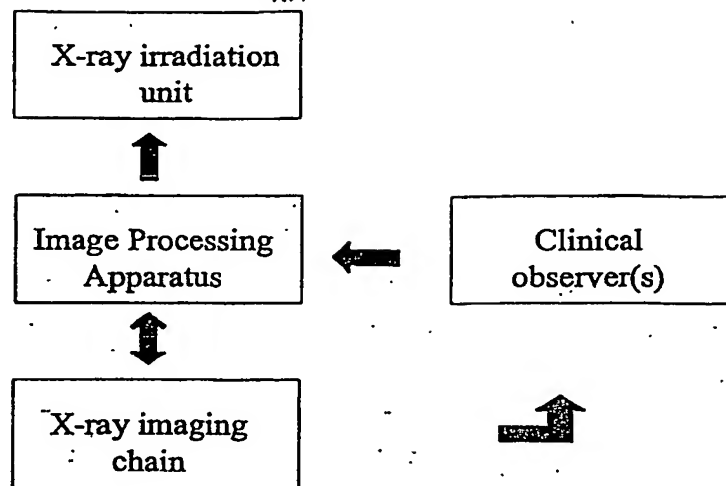 X-ray irradiation
unit
Image Processing
Apparatus
Clinical
observer(s)
X-ray imaging
chain